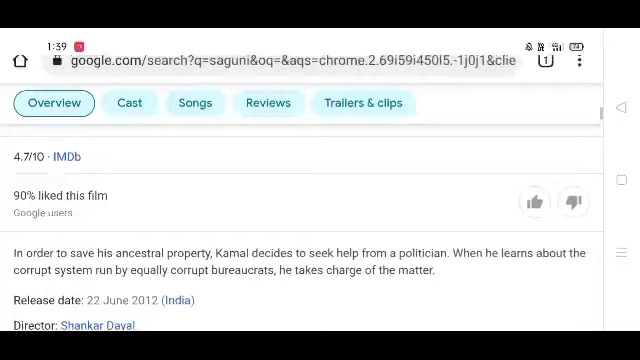 1:39
google.com/search?q=saguni&oq=&aqs=chrome.2.69i59i450l5.-1j0j1&clie
1
Overview Cast Songs Reviews Trailers & clips
4.7/10 · IMDb
90% liked this film
Google users
In order to save his ancestral property, Kamal decides to seek help from a politician. When he learns about the
corrupt system run by equally corrupt bureaucrats, he takes charge of the matter.
Release date: 22 June 2012 (India)
Director: Shankar Dayal